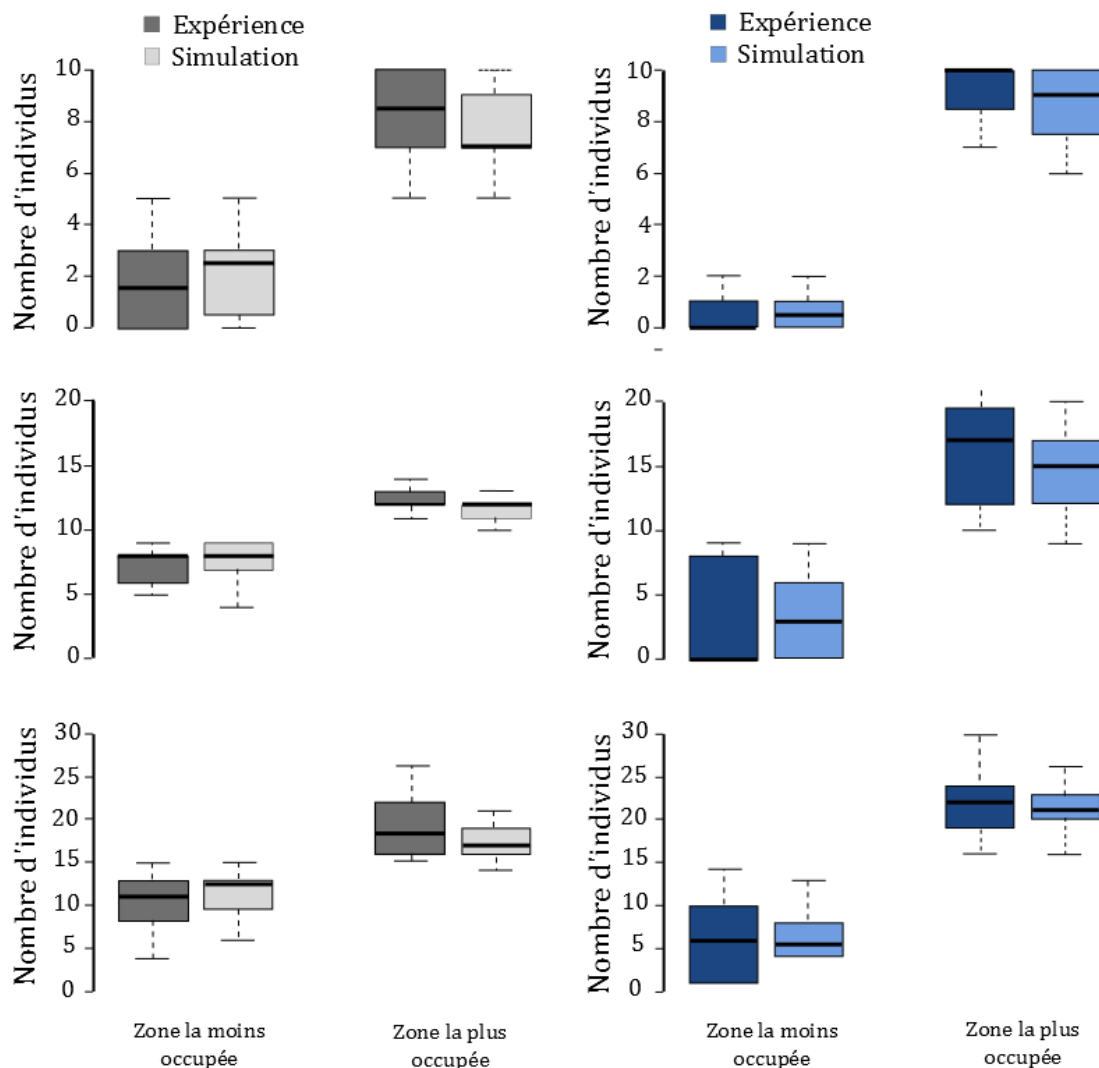 Expérience
Simulation
Expérience
Simulation
Nombre d'individus
10
8
6
4
2
0
Nombre d'individus
10
8
6
4
2
0
Nombre d'individus
20
15
10
5
0
Nombre d'individus
20
15
10
5
0
Nombre d'individus
30
25
20
15
10
5
0
Nombre d'individus
30
25
20
15
10
5
0
Zone la moins
occupée
Zone la plus
occupée
Zone la moins
occupée
Zone la plus
occupée